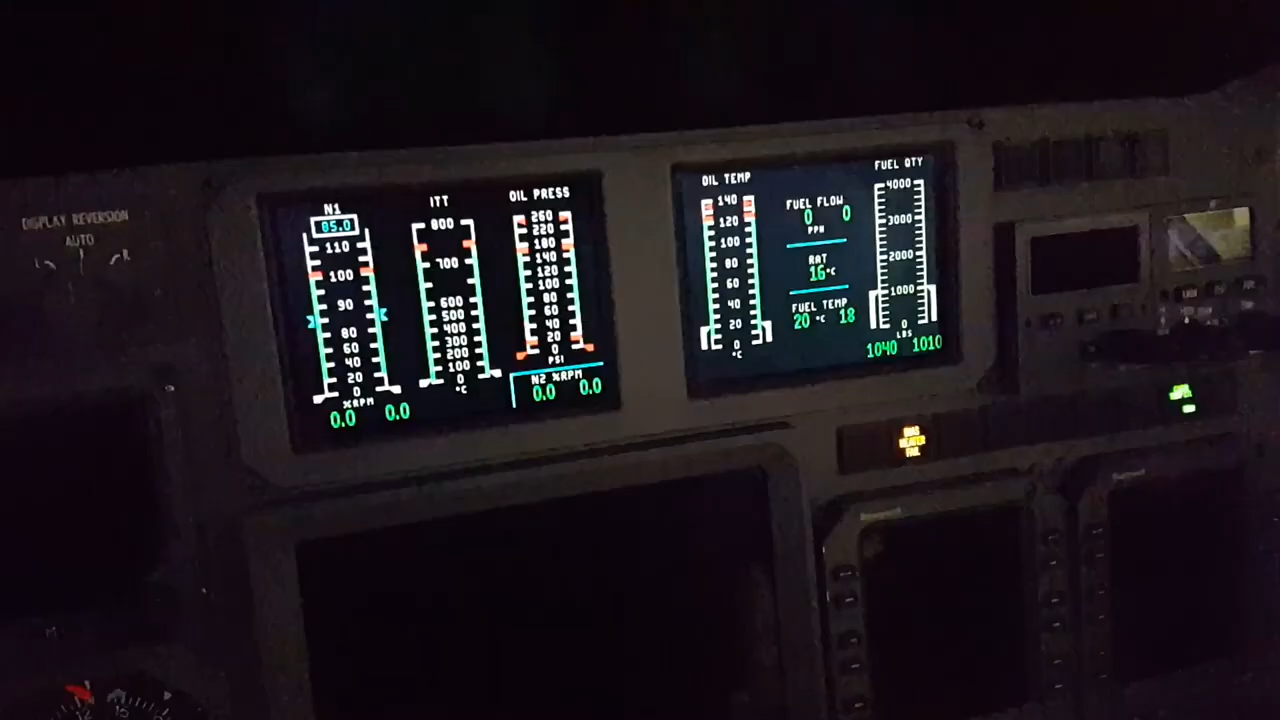 DISPLAY REVERSION
AUTO
L
R
N1
85.0
110
100
90
80
60
40
20
0
%RPM
0.0 0.0
ITT
800
700
600
500
400
300
200
100
0
°C
OIL PRESS
260
220
180
140
120
100
80
60
40
20
0
PSI
N2 %RPM
0.0 0.0
OIL TEMP
140
120
100
80
60
40
20
0
°C
FUEL FLOW
0 0
PPH
RAT
16°C
FUEL TEMP
20 °C 18
FUEL QTY
4000
3000
2000
1000
0
LBS
1040 1010
HEATER
FAIL
12
15